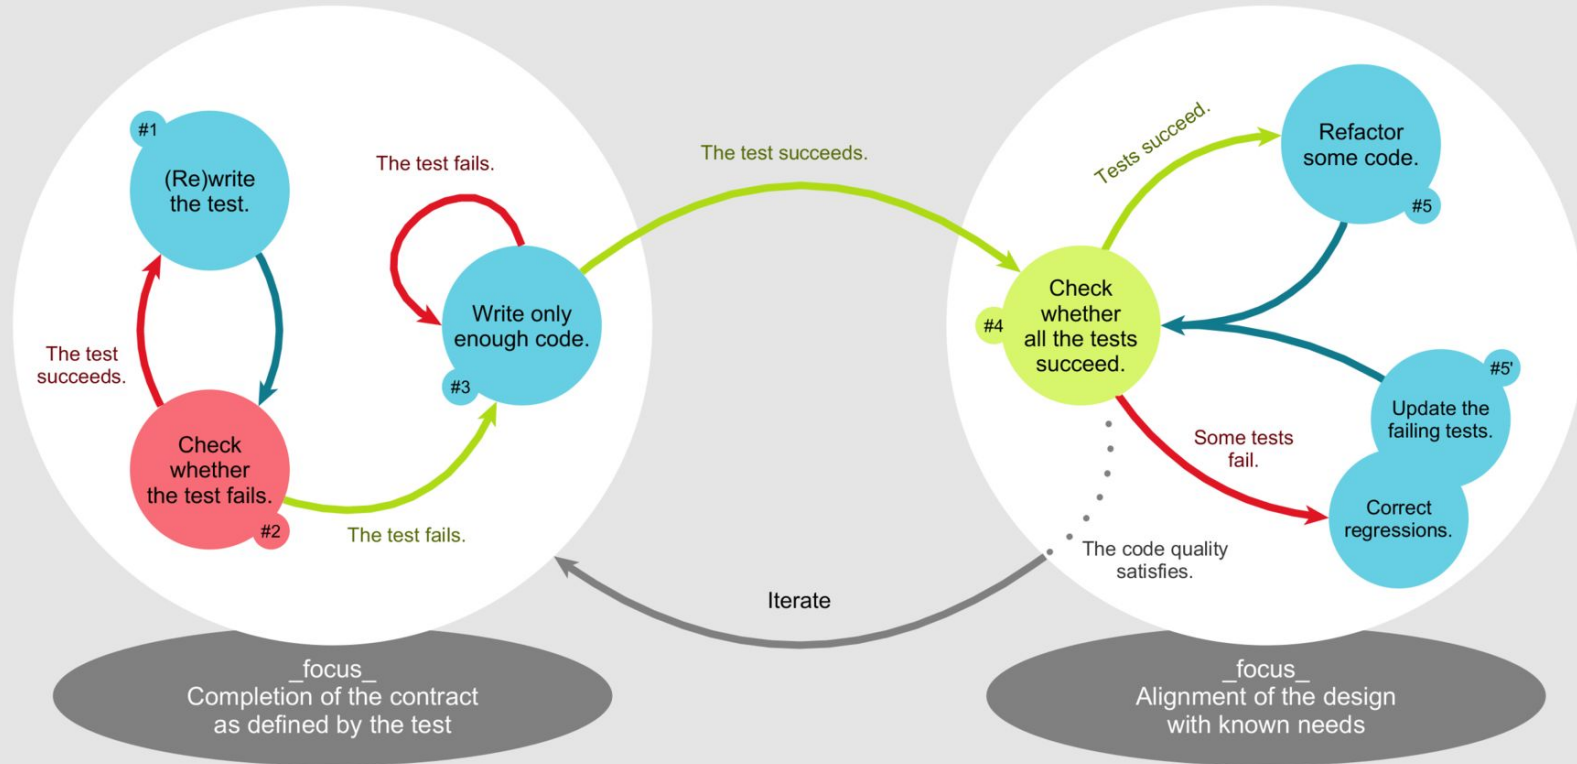 #1
(Re)write
the test.
The test
succeeds.
Check
whether
the test fails.
#2
The test fails.
The test fails.
Write only
enough code.
#3
The test succeeds.
#4
Check
whether
all the tests
succeed.
Tests succeed.
Refactor
some code.
#5
#5'
Update the
failing tests.
Some tests
fail.
Correct
regressions.
The code quality
satisfies.
Iterate
_focus_
Completion of the contract
as defined by the test
_focus_
Alignment of the design
with known needs